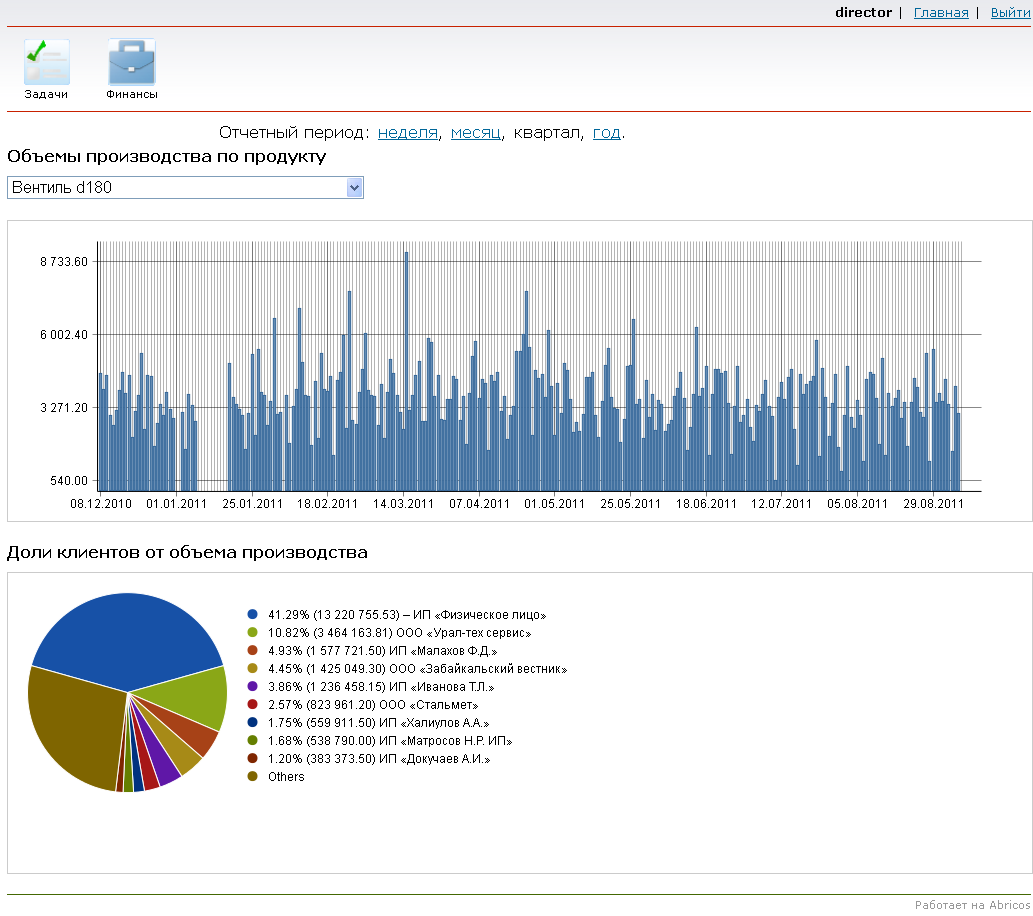 director | Главная | Выйти
Задачи Финансы
Отчетный период: неделя, месяц, квартал, год.
Объемы производства по продукту
Вентиль d180
8 733.60
6 002.40
3 271.20
540.00
08.12.2010 01.01.2011 25.01.2011 18.02.2011 14.03.2011 07.04.2011 01.05.2011 25.05.2011 18.06.2011 12.07.2011 05.08.2011 29.08.2011
Доли клиентов от объема производства
41.29% (13 220 755.53) – ИП «Физическое лицо»
10.82% (3 464 163.81) ООО «Урал-тех сервис»
4.93% (1 577 721.50) ИП «Малахов Ф.Д.»
4.45% (1 425 049.30) ООО «Забайкальский вестник»
3.86% (1 236 458.15) ИП «Иванова Т.Л.»
2.57% (823 961.20) ООО «Стальмет»
1.75% (559 911.50) ИП «Халиулов А.А.»
1.68% (538 790.00) ИП «Матросов Н.Р. ИП»
1.20% (383 373.50) ИП «Докучаев А.И.»
Others
Работает на Abricos